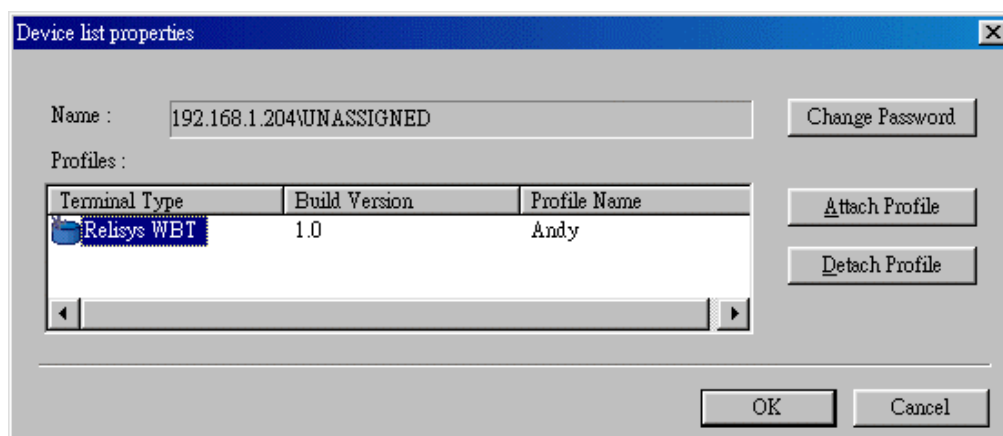 Device list properties
Name : 192.168.1.204\UNASSIGNED
Change Password
Profiles :
Terminal Type Build Version Profile Name
Relisys WBT 1.0 Andy
Attach Profile
Detach Profile
OK Cancel